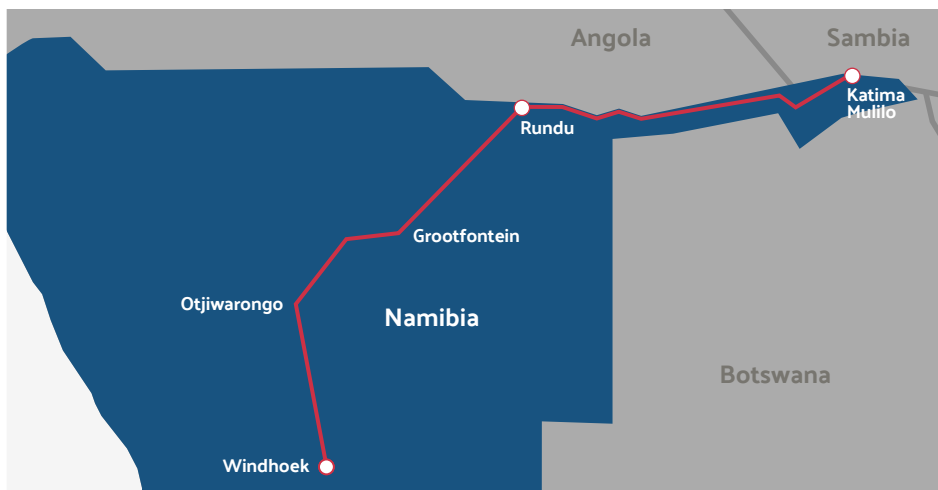 Angola
Sambia
Katima
Mulilo
Rundu
Grootfontein
Otjiwarongo
Namibia
Botswana
Windhoek